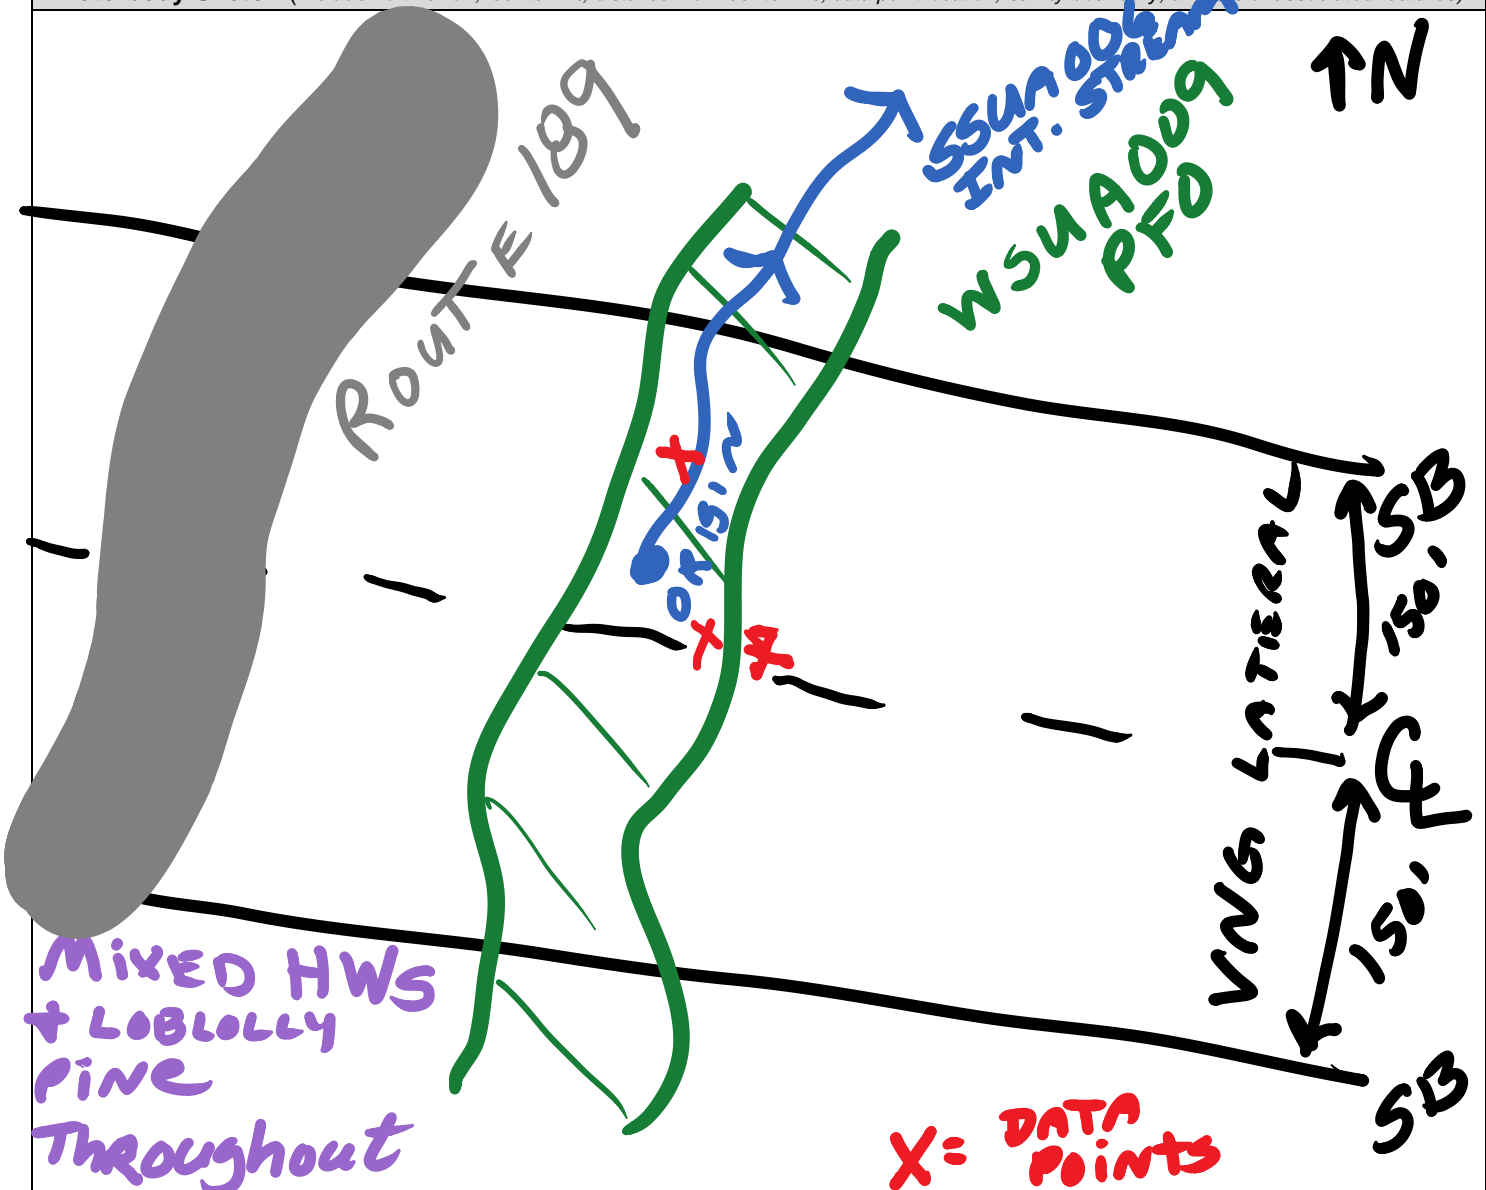 ↑N
SSUA006
INT. STREAM
WSUA009
PFO
ROUTE 189
ORIGIN
SB
150'
VNG LATERAL
CL
150'
SB
MIXED HWS
+ LOBLOLLY
PINE
THROUGHOUT
X = DATA
POINTS